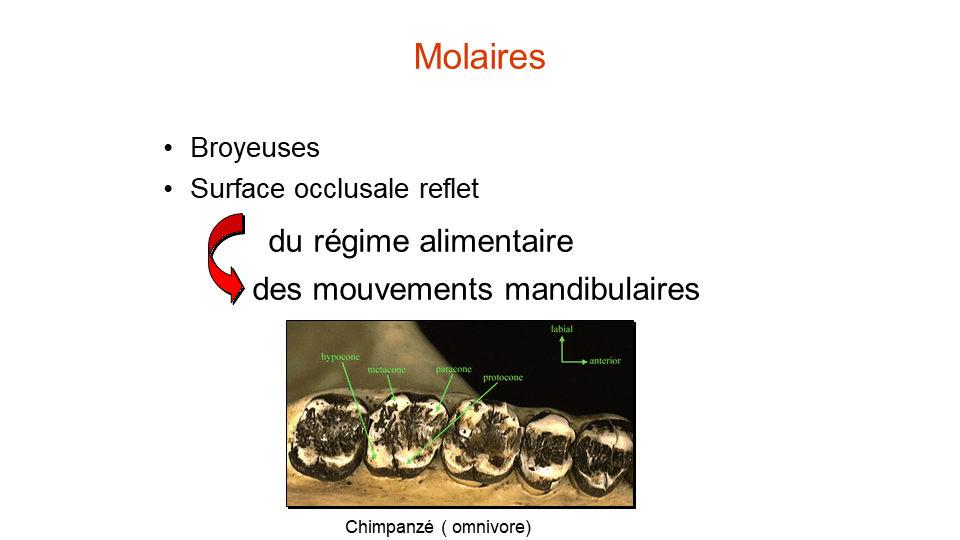 Molaires
• Broyeuses
• Surface occlusale reflet
du régime alimentaire
des mouvements mandibulaires
labial
anterior
hypocone
metacone
paracone
protocone
Chimpanzé ( omnivore)